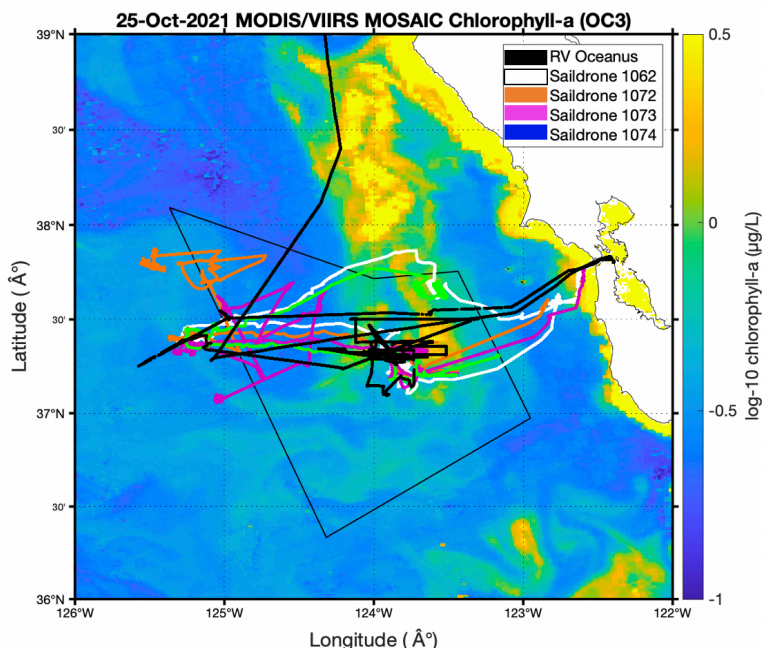 25-Oct-2021 MODIS/VIIRS MOSAIC Chlorophyll-a (OC3)
39°N
30'
38°N
30'
37°N
30'
36°N
126°W
125°W
124°W
123°W
122°W
Latitude ( Â°)
Longitude ( Â°)
RV Oceanus
Saildrone 1062
Saildrone 1072
Saildrone 1073
Saildrone 1074
0.5
0
-0.5
-1
log-10 chlorophyll-a (µg/L)